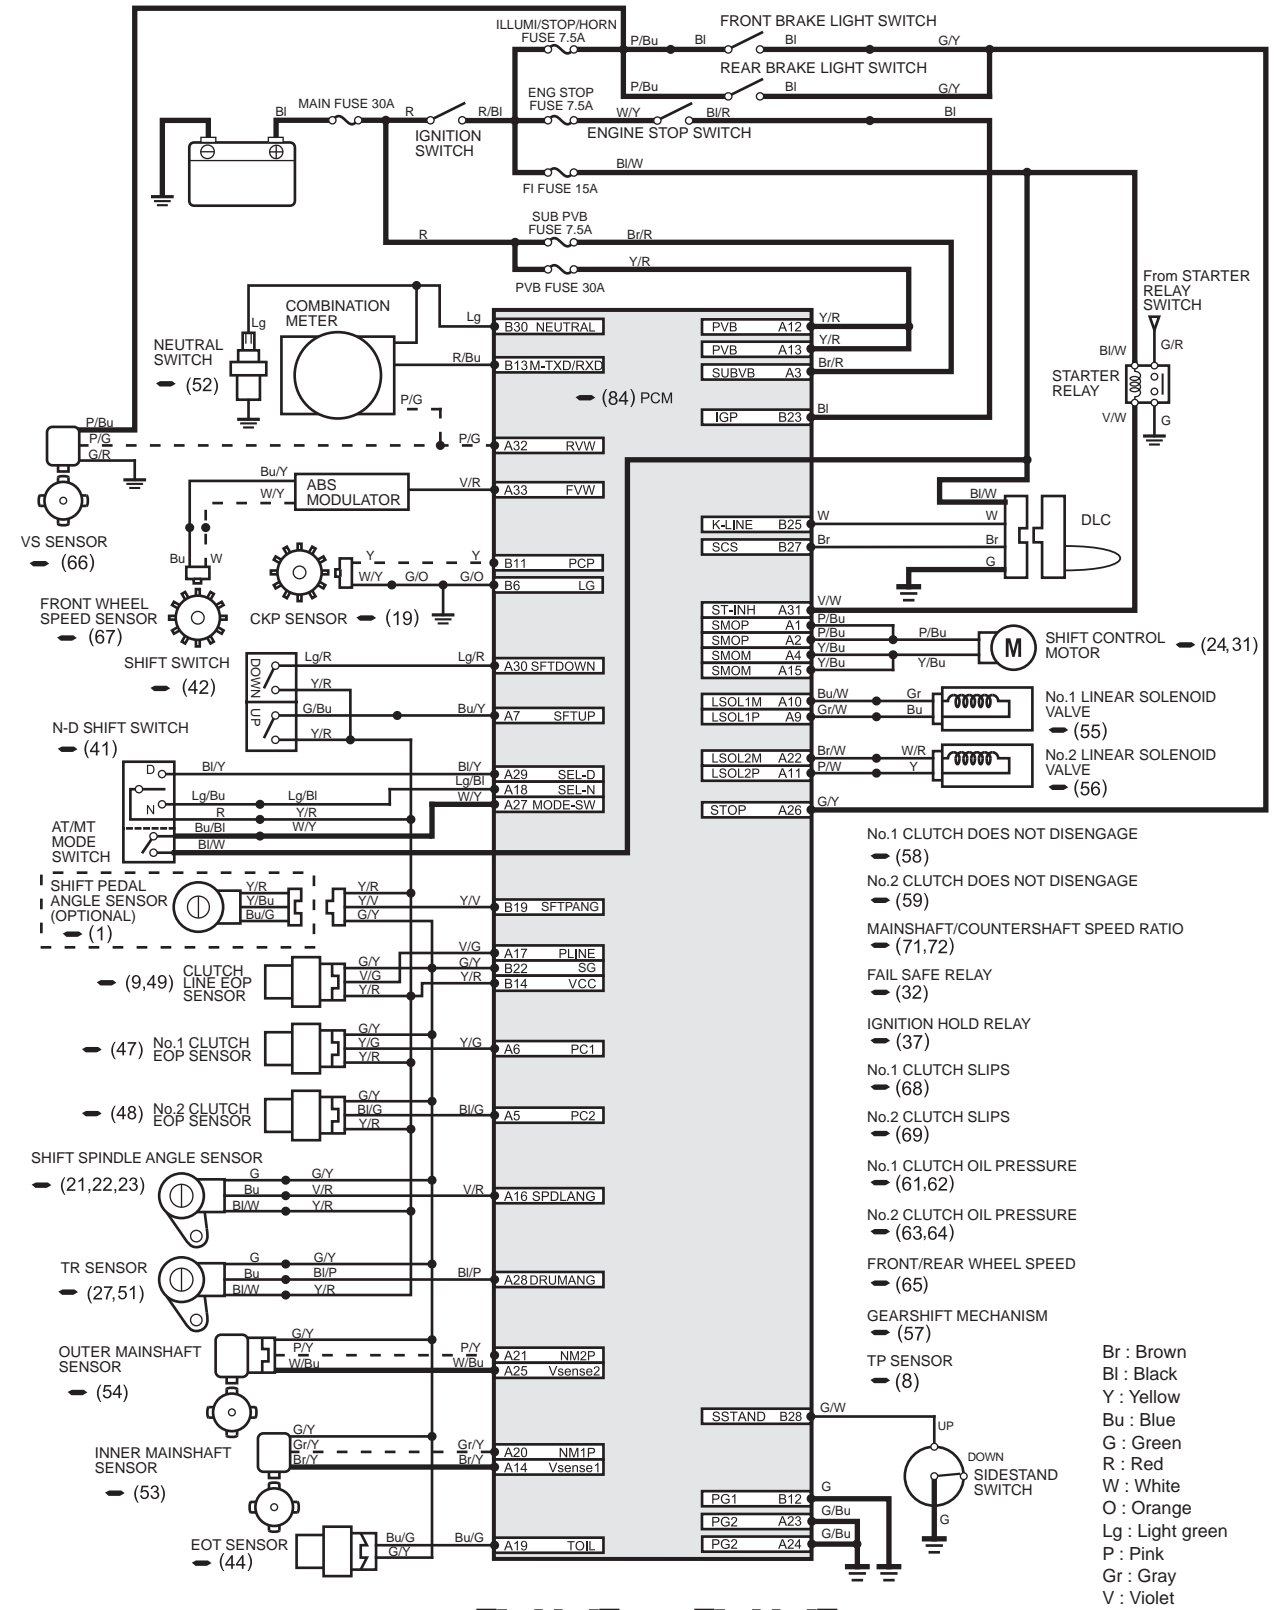 ILLUMI/STOP/HORN
FUSE 7.5A
FRONT BRAKE LIGHT SWITCH
P/Bu
Bl
Bl
G/Y
REAR BRAKE LIGHT SWITCH
P/Bu
Bl
G/Y
MAIN FUSE 30A
Bl
R
R/Bl
IGNITION
SWITCH
ENG STOP
FUSE 7.5A
W/Y
Bl/R
Bl
ENGINE STOP SWITCH
Bl/W
FI FUSE 15A
R
SUB PVB
FUSE 7.5A
Br/R
Y/R
PVB FUSE 30A
From STARTER
RELAY
SWITCH
Bl/W
G/R
STARTER
RELAY
V/W
G
COMBINATION
METER
Lg
Lg
NEUTRAL
SWITCH
(52)
R/Bu
P/G
B30 NEUTRAL
B13 M-TXD/RXD
(84) PCM
PVB A12
Y/R
PVB A13
Y/R
SUBVB A3
Br/R
IGP B23
Bl
P/Bu
P/G
G/R
P/G
A32 RVW
Bu/Y
W/Y
ABS
MODULATOR
V/R
A33 FVW
VS SENSOR
(66)
Bu
W
FRONT WHEEL
SPEED SENSOR
(67)
CKP SENSOR
(19)
Y
Y
W/Y
G/O
G/O
B11 PCP
B6 LG
Bl/W
K-LINE B25
W
W
SCS B27
Br
Br
G
DLC
ST-INH A31
V/W
SMOP A1
P/Bu
SMOP A2
P/Bu
P/Bu
SMOM A4
Y/Bu
SMOM A15
Y/Bu
Y/Bu
M
SHIFT CONTROL
MOTOR
(24,31)
SHIFT SWITCH
(42)
DOWN
UP
Lg/R
Lg/R
A30 SFTDOWN
Y/R
G/Bu
Bu/Y
A7 SFTUP
Y/R
LSOL1M A10
Bu/W
Gr
LSOL1P A9
Gr/W
Bu
No.1 LINEAR SOLENOID
VALVE
(55)
LSOL2M A22
Br/W
W/R
LSOL2P A11
P/W
Y
No.2 LINEAR SOLENOID
VALVE
(56)
STOP A26
G/Y
N-D SHIFT SWITCH
(41)
D
N
AT/MT
MODE
SWITCH
Bl/Y
Bl/Y
A29 SEL-D
Lg/Bl
A18 SEL-N
W/Y
A27 MODE-SW
Lg/Bu
Lg/Bl
R
Y/R
Bu/Bl
W/Y
Bl/W
SHIFT PEDAL
ANGLE SENSOR
(OPTIONAL)
(1)
Y/R
Y/Bu
Bu/G
Y/R
Y/V
G/Y
Y/V
B19 SFTPANG
(9,49)
CLUTCH
LINE EOP
SENSOR
G/Y
V/G
Y/R
V/G
G/Y
Y/R
A17 PLINE
B22 SG
B14 VCC
(47)
No.1 CLUTCH
EOP SENSOR
G/Y
Y/G
Y/R
Y/G
A6 PC1
(48)
No.2 CLUTCH
EOP SENSOR
G/Y
Bl/G
Y/R
Bl/G
A5 PC2
SHIFT SPINDLE ANGLE SENSOR
(21,22,23)
G
G/Y
Bu
V/R
Bl/W
Y/R
V/R
A16 SPDLANG
TR SENSOR
(27,51)
G
G/Y
Bu
Bl/P
Bl/W
Y/R
Bl/P
A28 DRUMANG
OUTER MAINSHAFT
SENSOR
(54)
G/Y
P/Y
W/Bu
P/Y
W/Bu
A21 NM2P
A25 Vsense2
INNER MAINSHAFT
SENSOR
(53)
G/Y
Gr/Y
Br/Y
Gr/Y
Br/Y
A20 NM1P
A14 Vsense1
EOT SENSOR
(44)
Bu/G
G/Y
Bu/G
A19 TOIL
No.1 CLUTCH DOES NOT DISENGAGE
(58)
No.2 CLUTCH DOES NOT DISENGAGE
(59)
MAINSHAFT/COUNTERSHAFT SPEED RATIO
(71,72)
FAIL SAFE RELAY
(32)
IGNITION HOLD RELAY
(37)
No.1 CLUTCH SLIPS
(68)
No.2 CLUTCH SLIPS
(69)
No.1 CLUTCH OIL PRESSURE
(61,62)
No.2 CLUTCH OIL PRESSURE
(63,64)
FRONT/REAR WHEEL SPEED
(65)
GEARSHIFT MECHANISM
(57)
TP SENSOR
(8)
SSTAND B28
G/W
UP
DOWN
SIDESTAND
SWITCH
G
PG1 B12
G
PG2 A23
G/Bu
PG2 A24
G/Bu
Br : Brown
Bl : Black
Y : Yellow
Bu : Blue
G : Green
R : Red
W : White
O : Orange
Lg : Light green
P : Pink
Gr : Gray
V : Violet